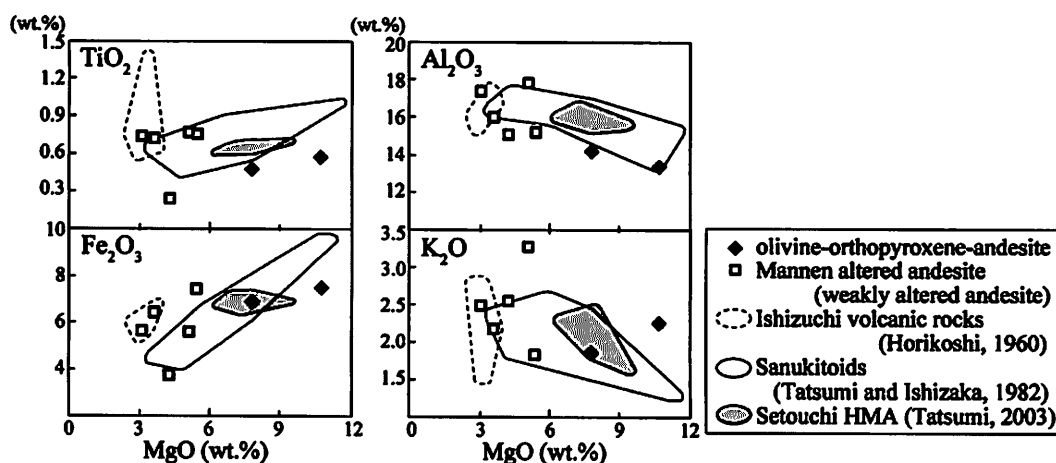 (wt.%)
(wt.%)
TiO₂
1.5
1.2
0.9
0.6
0.3
Al₂O₃
20
18
16
14
12
Fe₂O₃
10
8
6
4
K₂O
3.5
3.0
2.5
2.0
1.5
1.0
0 3 6 9 12
MgO (wt.%)
0 3 6 9 12
MgO (wt.%)
olivine-orthopyroxene-andesite
Mannen altered andesite
(weakly altered andesite)
Ishizuchi volcanic rocks
(Horikoshi, 1960)
Sanukitoids
(Tatsumi and Ishizaka, 1982)
Setouchi HMA (Tatsumi, 2003)